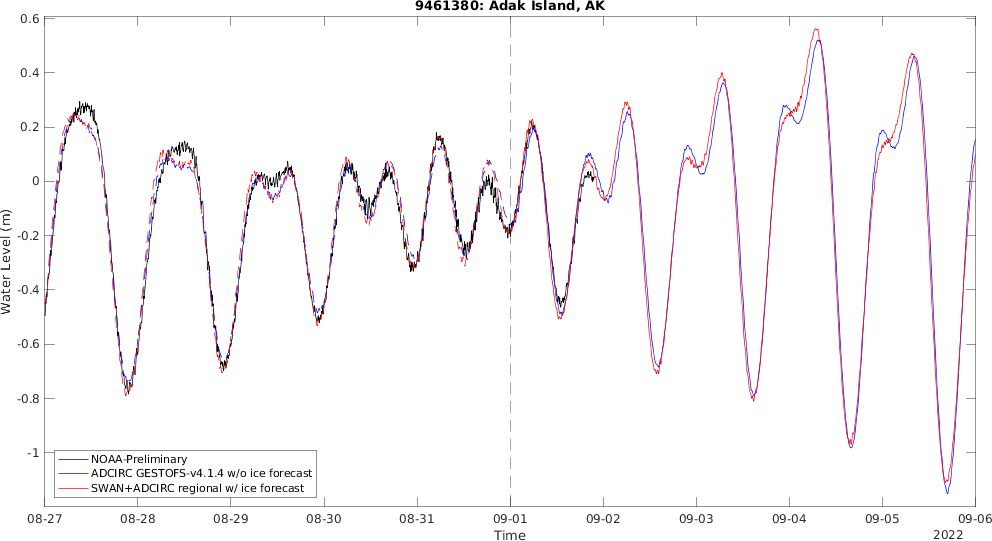 9461380: Adak Island, AK
0.6
0.4
0.2
0
-0.2
-0.4
-0.6
-0.8
-1
Water Level (m)
NOAA-Preliminary
ADCIRC GESTOFS-v4.1.4 w/o ice forecast
SWAN+ADCIRC regional w/ ice forecast
08-27 08-28 08-29 08-30 08-31 09-01 09-02 09-03 09-04 09-05 09-06
Time
2022